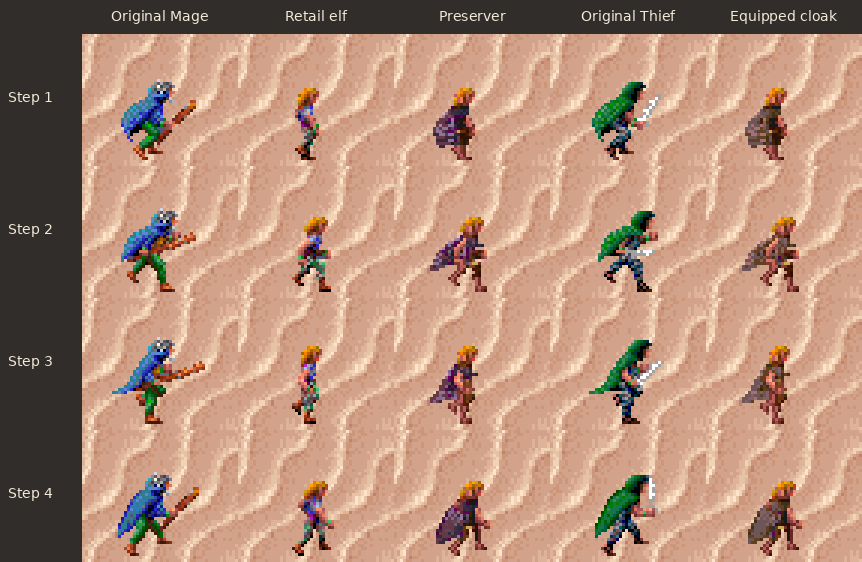 Original Mage Retail elf Preserver Original Thief Equipped cloak
Step 1
Step 2
Step 3
Step 4